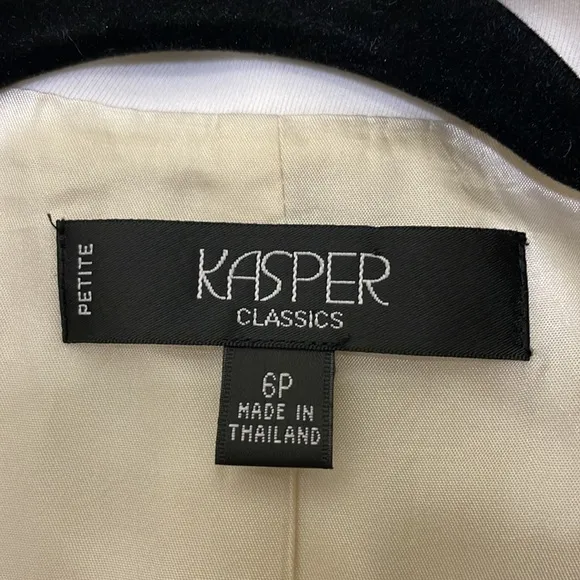 PETITE
KASPER
CLASSICS
6P
MADE IN
THAILAND